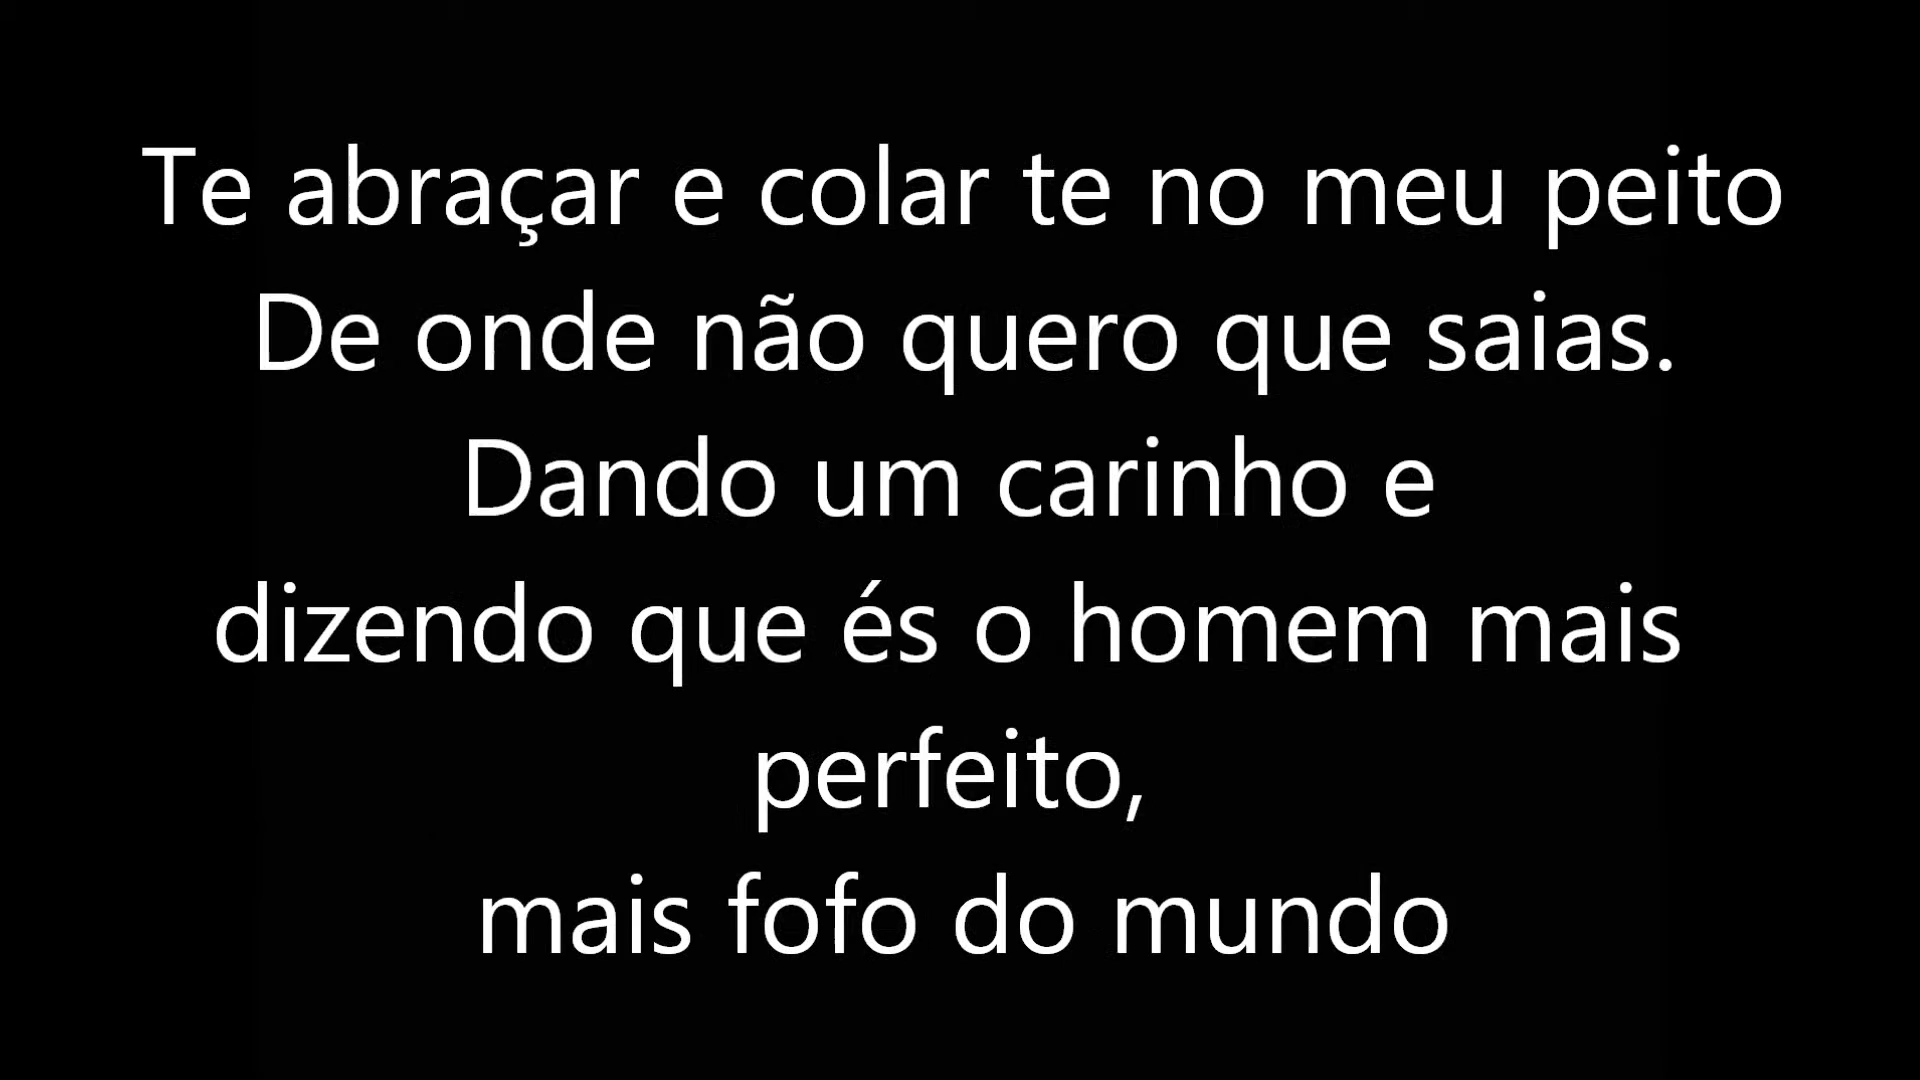 Te abraçar e colar te no meu peito
De onde não quero que saias.
Dando um carinho e
dizendo que és o homem mais
perfeito,
mais fofo do mundo